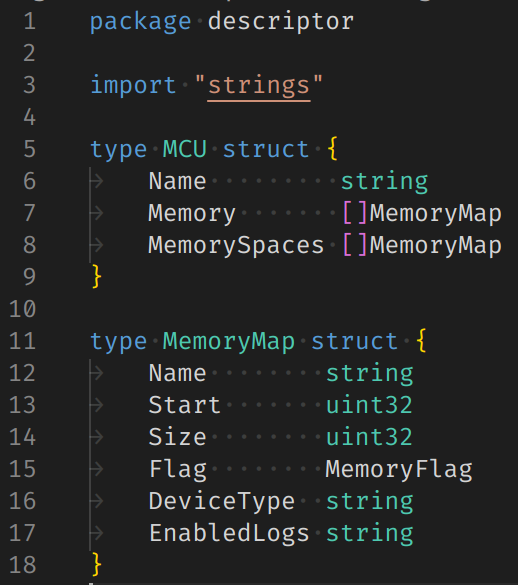 1 package descriptor
2
3 import "strings"
4
5 type MCU struct {
6 Name string
7 Memory []MemoryMap
8 MemorySpaces []MemoryMap
9 }
10
11 type MemoryMap struct {
12 Name string
13 Start uint32
14 Size uint32
15 Flag MemoryFlag
16 DeviceType string
17 EnabledLogs string
18 }